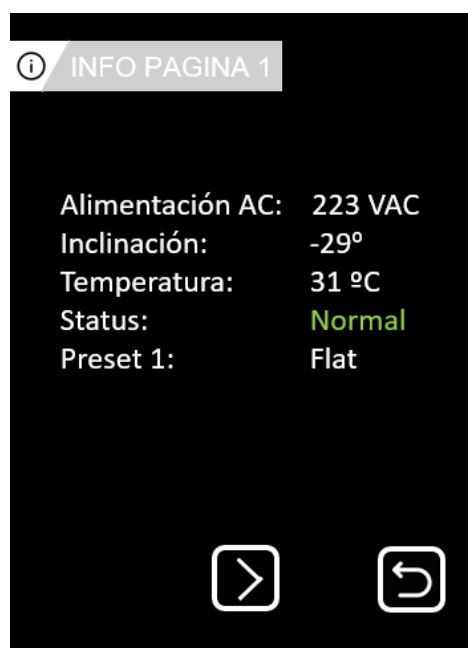 INFO PAGINA 1
Alimentación AC: 223 VAC
Inclinación: -29º
Temperatura: 31 ºC
Status: Normal
Preset 1: Flat